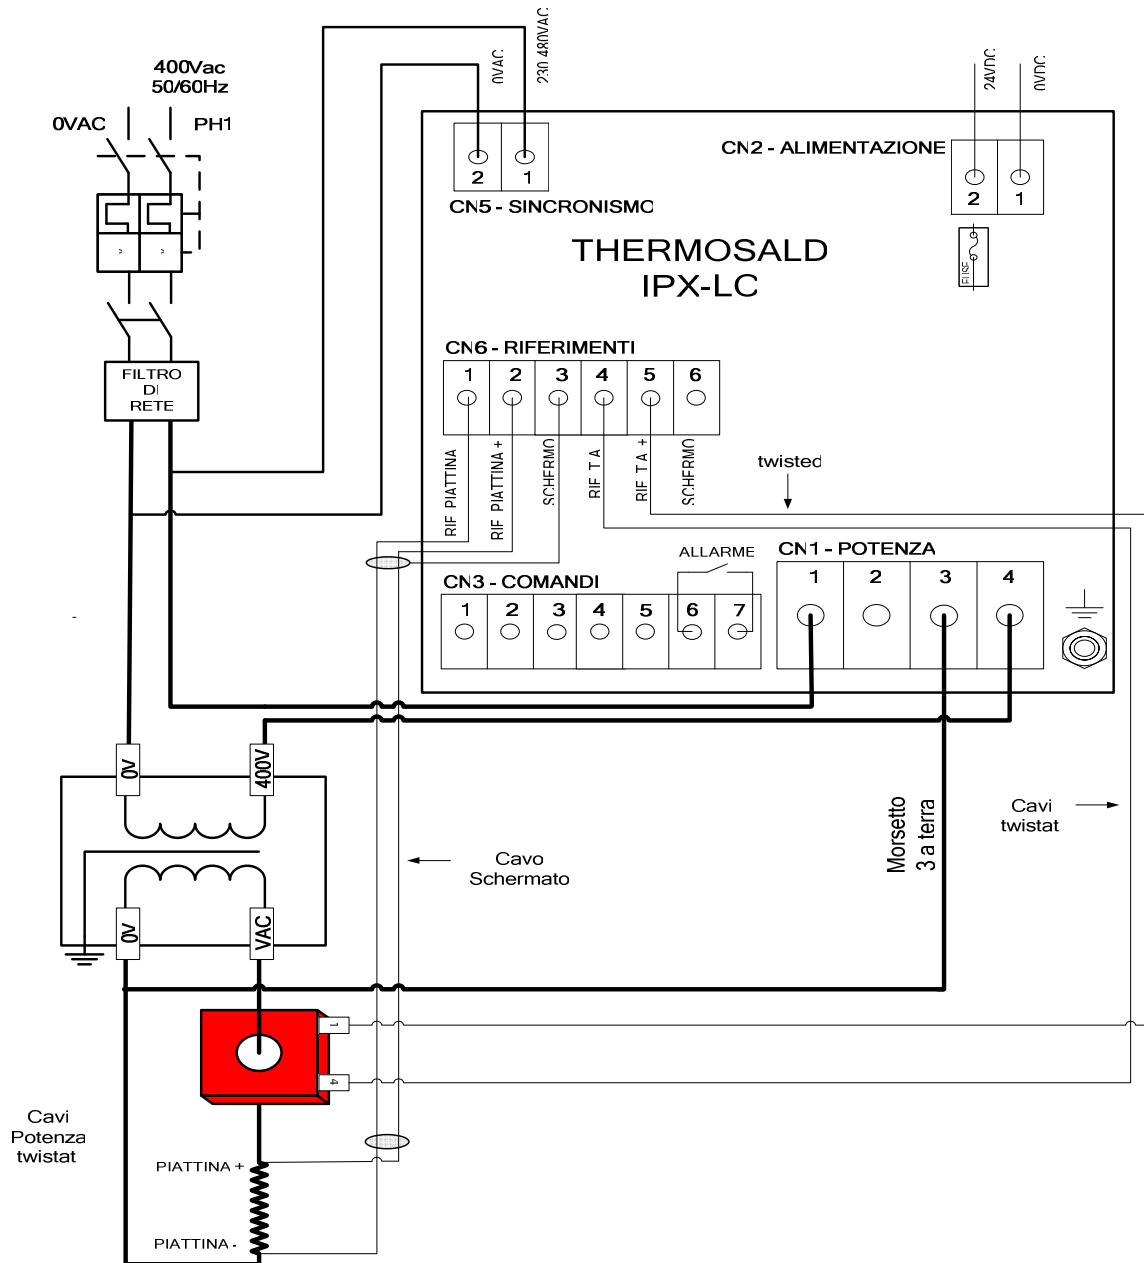 400Vac
50/60Hz
0VAC
PH1
0VAC
230 480VAC
24VDC
0VDC
CN2 - ALIMENTAZIONE
2
1
2
1
CN5 - SINCRONISMO
THERMOSALD
IPX-LC
FUSE
CN6 - RIFERIMENTI
1
2
3
4
5
6
FILTRO
DI
RETE
RIF PIATTINA
RIF PIATTINA +
SCHERMO
RIF T A
RIF T A +
SCHERMO
twisted
ALLARME
CN1 - POTENZA
CN3 - COMANDI
1
2
3
4
5
6
7
1
2
3
4
0V
400V
Morsetto
3 a terra
Cavi
twistat
Cavo
Schermato
0V
VAC
1
4
Cavi
Potenza
twistat
PIATTINA +
PIATTINA -